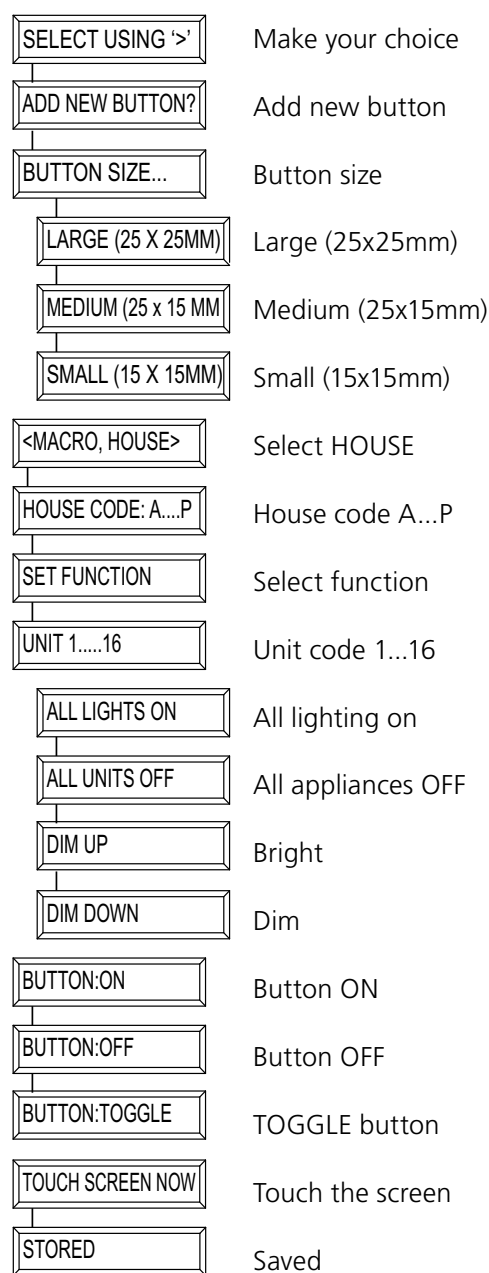 SELECT USING ‘>’ Make your choice
ADD NEW BUTTON? Add new button
BUTTON SIZE... Button size
LARGE (25 X 25MM) Large (25x25mm)
MEDIUM (25 x 15 MM Medium (25x15mm)
SMALL (15 X 15MM) Small (15x15mm)
<MACRO, HOUSE> Select HOUSE
HOUSE CODE: A....P House code A...P
SET FUNCTION Select function
UNIT 1.....16 Unit code 1...16
ALL LIGHTS ON All lighting on
ALL UNITS OFF All appliances OFF
DIM UP Bright
DIM DOWN Dim
BUTTON:ON Button ON
BUTTON:OFF Button OFF
BUTTON:TOGGLE TOGGLE button
TOUCH SCREEN NOW Touch the screen
STORED Saved